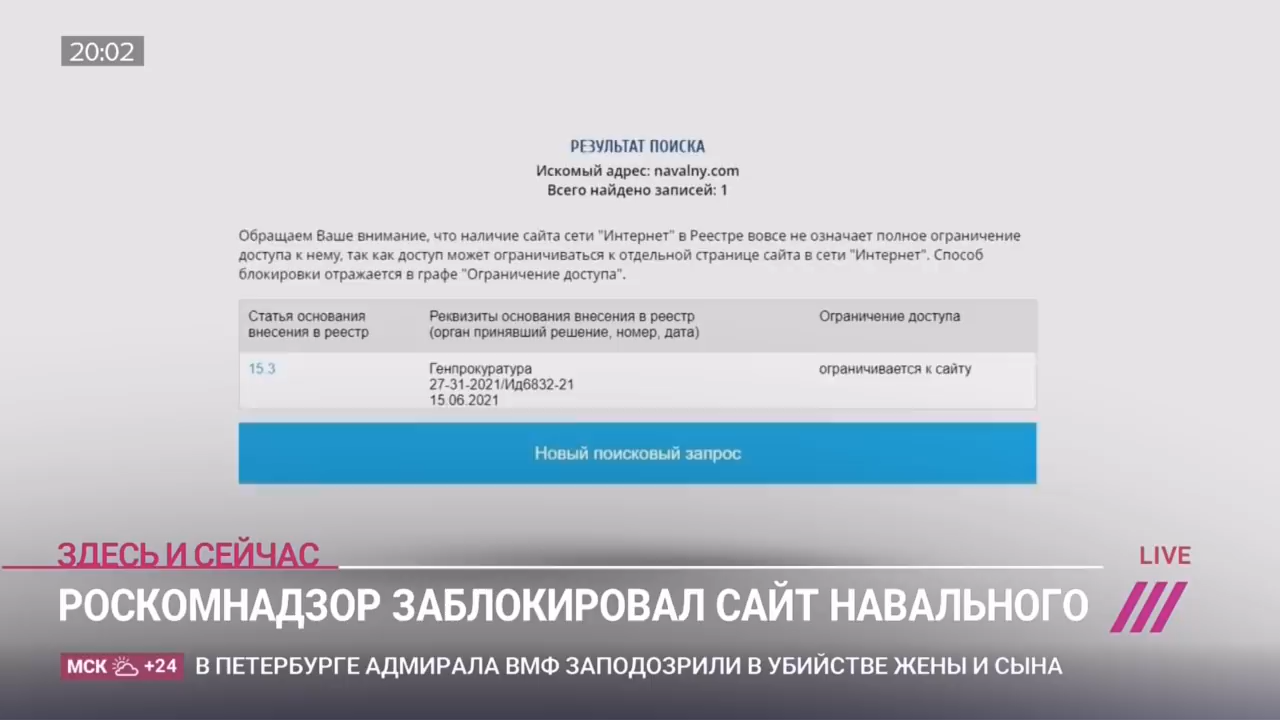 20:02
РЕЗУЛЬТАТ ПОИСКА
Искомый адрес: navalny.com
Всего найдено записей: 1
Обращаем Ваше внимание, что наличие сайта сети "Интернет" в Реестре вовсе не означает полное ограничение
доступа к нему, так как доступ может ограничиваться к отдельной странице сайта в сети "Интернет". Способ
блокировки отражается в графе "Ограничение доступа".
Статья основания
внесения в реестр
Реквизиты основания внесения в реестр
(орган принявший решение, номер, дата)
Ограничение доступа
15.3
Генпрокуратура
27-31-2021/Ид6832-21
15.06.2021
ограничивается к сайту
Новый поисковый запрос
ЗДЕСЬ И СЕЙЧАС
LIVE
РОСКОМНАДЗОР ЗАБЛОКИРОВАЛ САЙТ НАВАЛЬНОГО
МСК +24 В ПЕТЕРБУРГЕ АДМИРАЛА ВМФ ЗАПОДОЗРИЛИ В УБИЙСТВЕ ЖЕНЫ И СЫНА